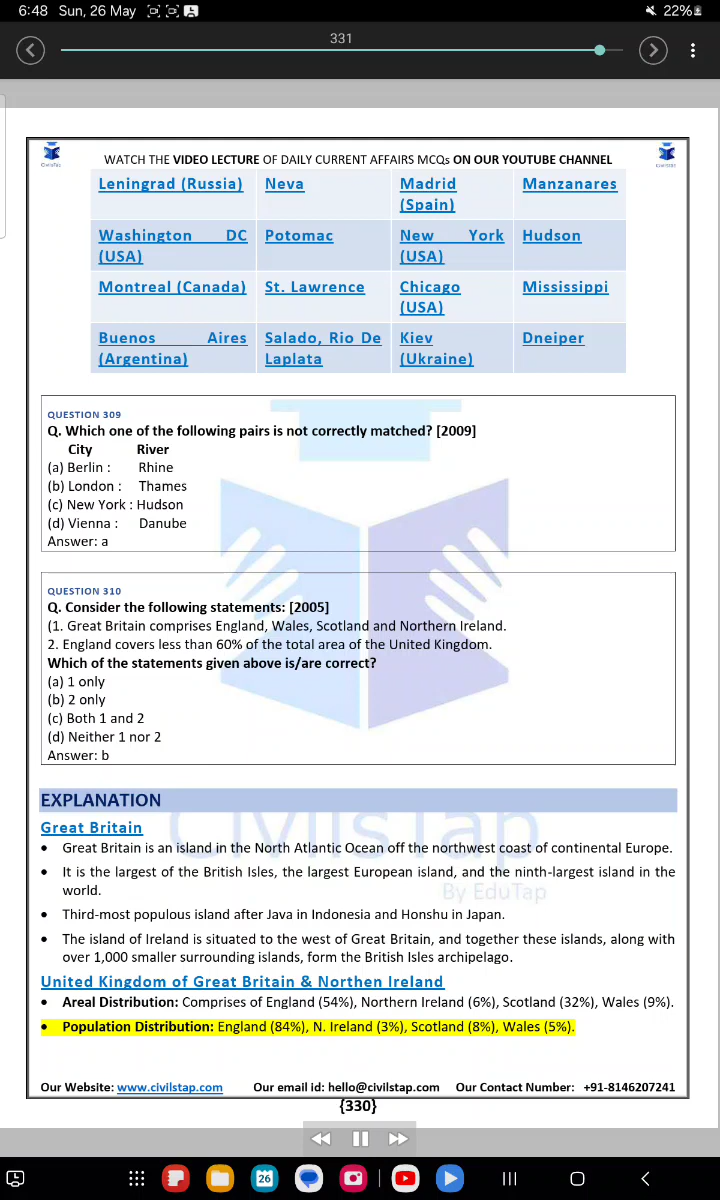 6:48 Sun, 26 May
22%
331
WATCH THE VIDEO LECTURE OF DAILY CURRENT AFFAIRS MCQs ON OUR YOUTUBE CHANNEL
Leningrad (Russia) Neva Madrid (Spain) Manzanares
Washington DC (USA) Potomac New York (USA) Hudson
Montreal (Canada) St. Lawrence Chicago (USA) Mississippi
Buenos Aires (Argentina) Salado, Rio De Laplata Kiev (Ukraine) Dneiper
QUESTION 309
Q. Which one of the following pairs is not correctly matched? [2009]
City River
(a) Berlin : Rhine
(b) London : Thames
(c) New York : Hudson
(d) Vienna : Danube
Answer: a
QUESTION 310
Q. Consider the following statements: [2005]
(1. Great Britain comprises England, Wales, Scotland and Northern Ireland.
2. England covers less than 60% of the total area of the United Kingdom.
Which of the statements given above is/are correct?
(a) 1 only
(b) 2 only
(c) Both 1 and 2
(d) Neither 1 nor 2
Answer: b
EXPLANATION
CivilsTap
By EduTap
Great Britain
• Great Britain is an island in the North Atlantic Ocean off the northwest coast of continental Europe.
• It is the largest of the British Isles, the largest European island, and the ninth-largest island in the
world.
• Third-most populous island after Java in Indonesia and Honshu in Japan.
• The island of Ireland is situated to the west of Great Britain, and together these islands, along with
over 1,000 smaller surrounding islands, form the British Isles archipelago.
United Kingdom of Great Britain & Northen Ireland
• Areal Distribution: Comprises of England (54%), Northern Ireland (6%), Scotland (32%), Wales (9%).
• Population Distribution: England (84%), N. Ireland (3%), Scotland (8%), Wales (5%).
Our Website: www.civilstap.com Our email id: hello@civilstap.com Our Contact Number: +91-8146207241
{330}
26